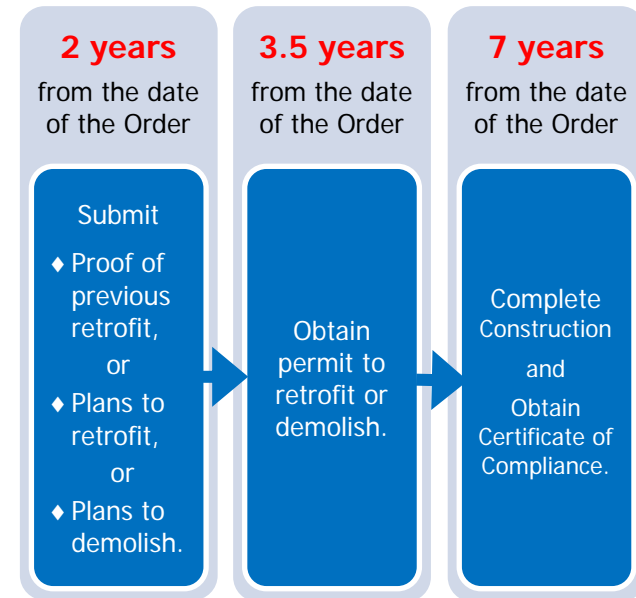 2 years
from the date
of the Order
Submit
♦ Proof of
previous
retrofit,
or
♦ Plans to
retrofit,
or
♦ Plans to
demolish.
3.5 years
from the date
of the Order
Obtain
permit to
retrofit or
demolish.
7 years
from the date
of the Order
Complete
Construction
and
Obtain
Certificate of
Compliance.